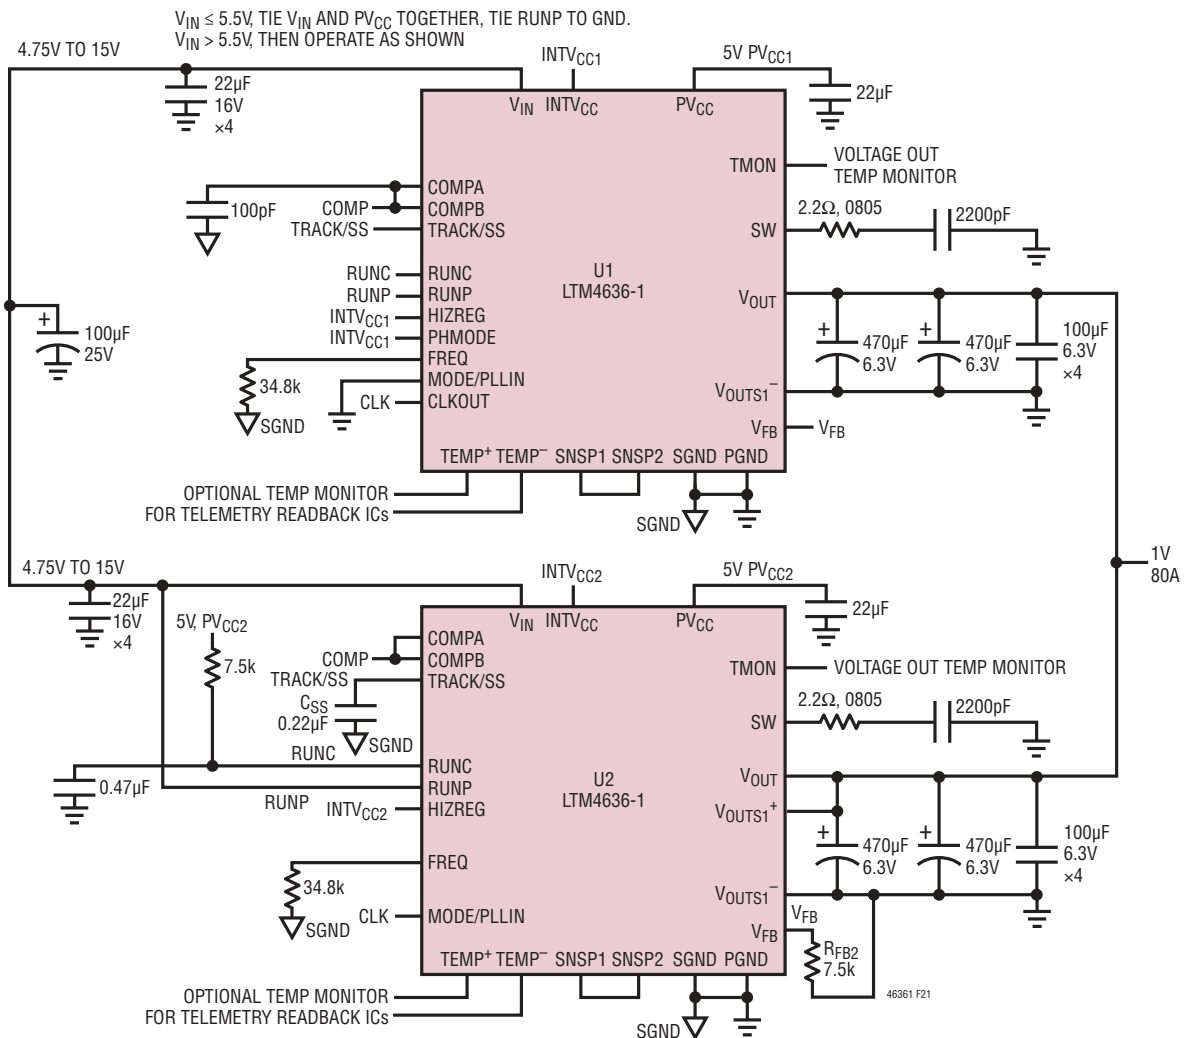 VIN ≤ 5.5V, TIE VIN AND PVCC TOGETHER, TIE RUNP TO GND.
VIN > 5.5V, THEN OPERATE AS SHOWN
4.75V TO 15V
INTVCC1
5V PVCC1
22µF
16V
×4
22µF
VIN
INTVCC
PVCC
TMON
VOLTAGE OUT
TEMP MONITOR
100pF
COMP
TRACK/SS
COMPA
COMPB
TRACK/SS
SW
2.2Ω, 0805
2200pF
U1
LTM4636-1
RUNC
RUNP
INTVCC1
INTVCC1
RUNC
RUNP
HIZREG
PHMODE
FREQ
MODE/PLLIN
CLKOUT
VOUT
100µF
25V
+
34.8k
SGND
CLK
+
470µF
6.3V
+
470µF
6.3V
100µF
6.3V
×4
VOUTS1–
VFB
VFB
TEMP+
TEMP–
SNSP1
SNSP2
SGND
PGND
OPTIONAL TEMP MONITOR
FOR TELEMETRY READBACK ICs
SGND
1V
80A
4.75V TO 15V
INTVCC2
5V PVCC2
22µF
16V
×4
5V, PVCC2
7.5k
22µF
VIN
INTVCC
PVCC
COMP
TRACK/SS
CSS
0.22µF
SGND
COMPA
COMPB
TRACK/SS
TMON
VOLTAGE OUT TEMP MONITOR
SW
2.2Ω, 0805
2200pF
RUNC
0.47µF
RUNP
INTVCC2
RUNC
RUNP
HIZREG
U2
LTM4636-1
VOUT
VOUTS1+
+
470µF
6.3V
+
470µF
6.3V
100µF
6.3V
×4
FREQ
34.8k
SGND
CLK
MODE/PLLIN
VOUTS1–
VFB
VFB
RFB2
7.5k
TEMP+
TEMP–
SNSP1
SNSP2
SGND
PGND
OPTIONAL TEMP MONITOR
FOR TELEMETRY READBACK ICs
SGND
46361 F21